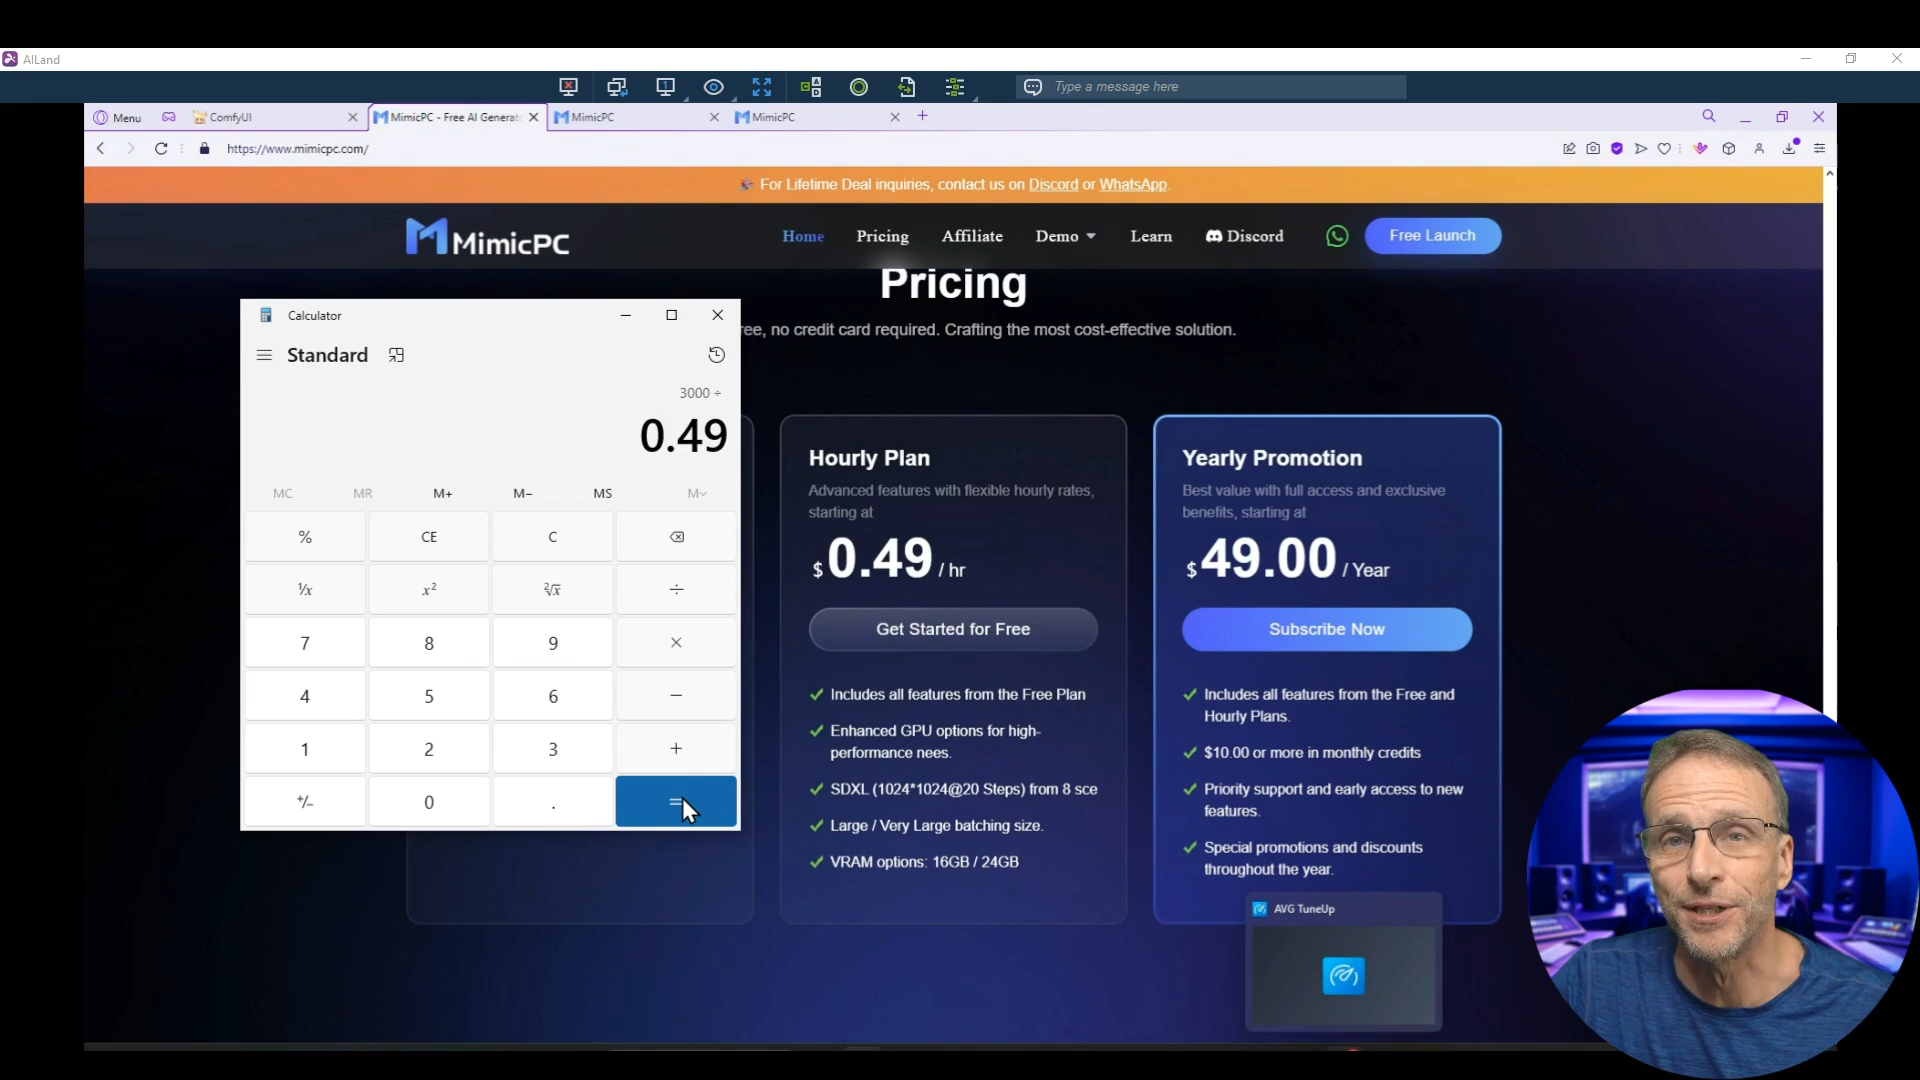 AILand
Type a message here
Menu
ComfyUI
MimicPC - Free AI Generat
MimicPC
MimicPC
https://www.mimicpc.com/
For Lifetime Deal inquiries, contact us on Discord or WhatsApp.
MimicPC
Home
Pricing
Affiliate
Demo
Learn
Discord
Free Launch
Pricing
ree, no credit card required. Crafting the most cost-effective solution.
Calculator
Standard
3000 ÷
0.49
MC MR M+ M− MS M
% CE C
¹/x x² ²√x ÷
7 8 9 ×
4 5 6 −
1 2 3 +
+/− 0 . =
Hourly Plan
Advanced features with flexible hourly rates,
starting at
$0.49 / hr
Get Started for Free
Includes all features from the Free Plan
Enhanced GPU options for high-
performance nees.
SDXL (1024*1024@20 Steps) from 8 sce
Large / Very Large batching size.
VRAM options: 16GB / 24GB
Yearly Promotion
Best value with full access and exclusive
benefits, starting at
$49.00 / Year
Subscribe Now
Includes all features from the Free and
Hourly Plans.
$10.00 or more in monthly credits
Priority support and early access to new
features.
Special promotions and discounts
throughout the year.
AVG TuneUp